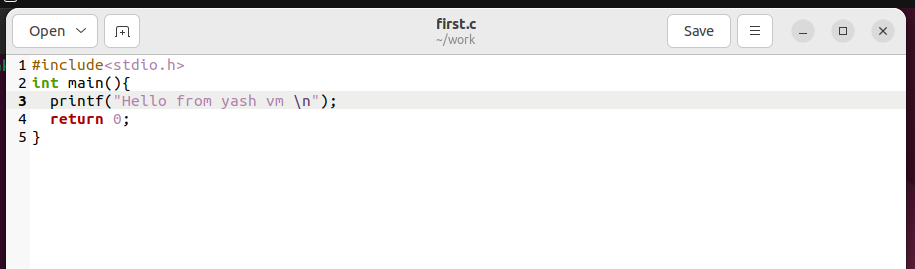 Open
first.c
~/work
Save
1 #include<stdio.h>
2 int main(){
3   printf("Hello from yash vm \n");
4   return 0;
5 }